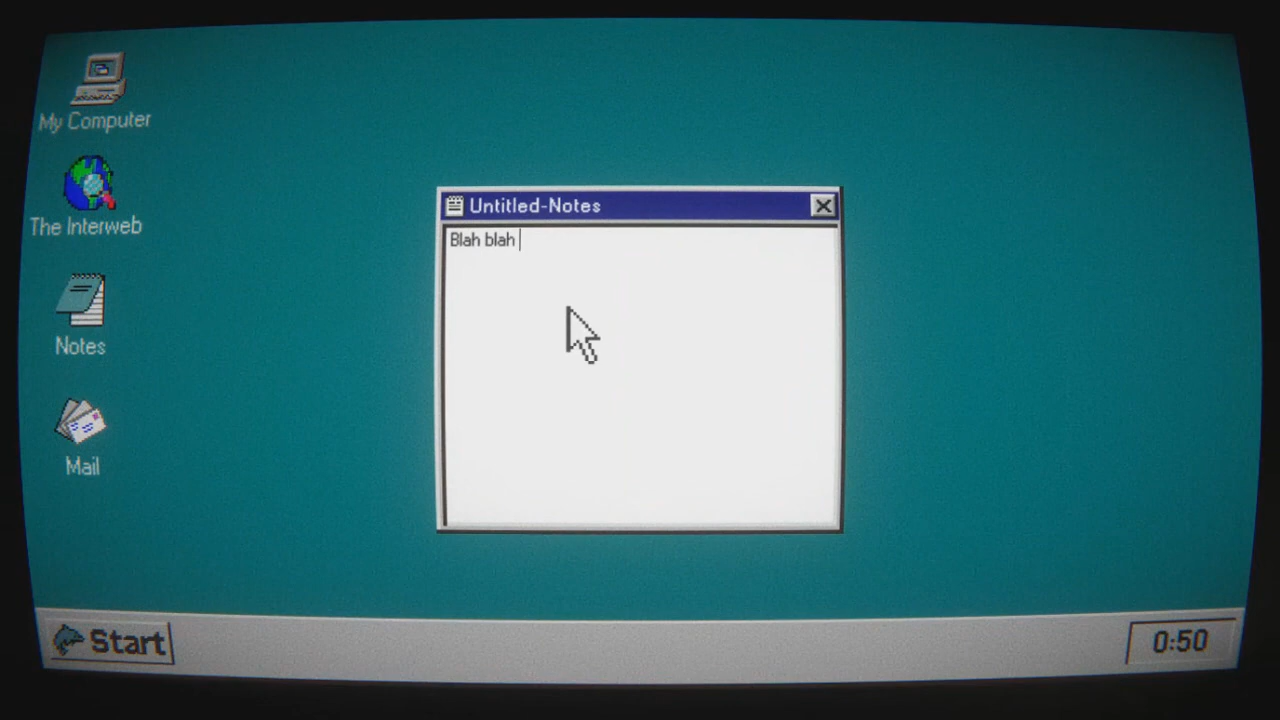 My Computer
The Interweb
Notes
Mail
Untitled-Notes
Blah blah
Start
0:50